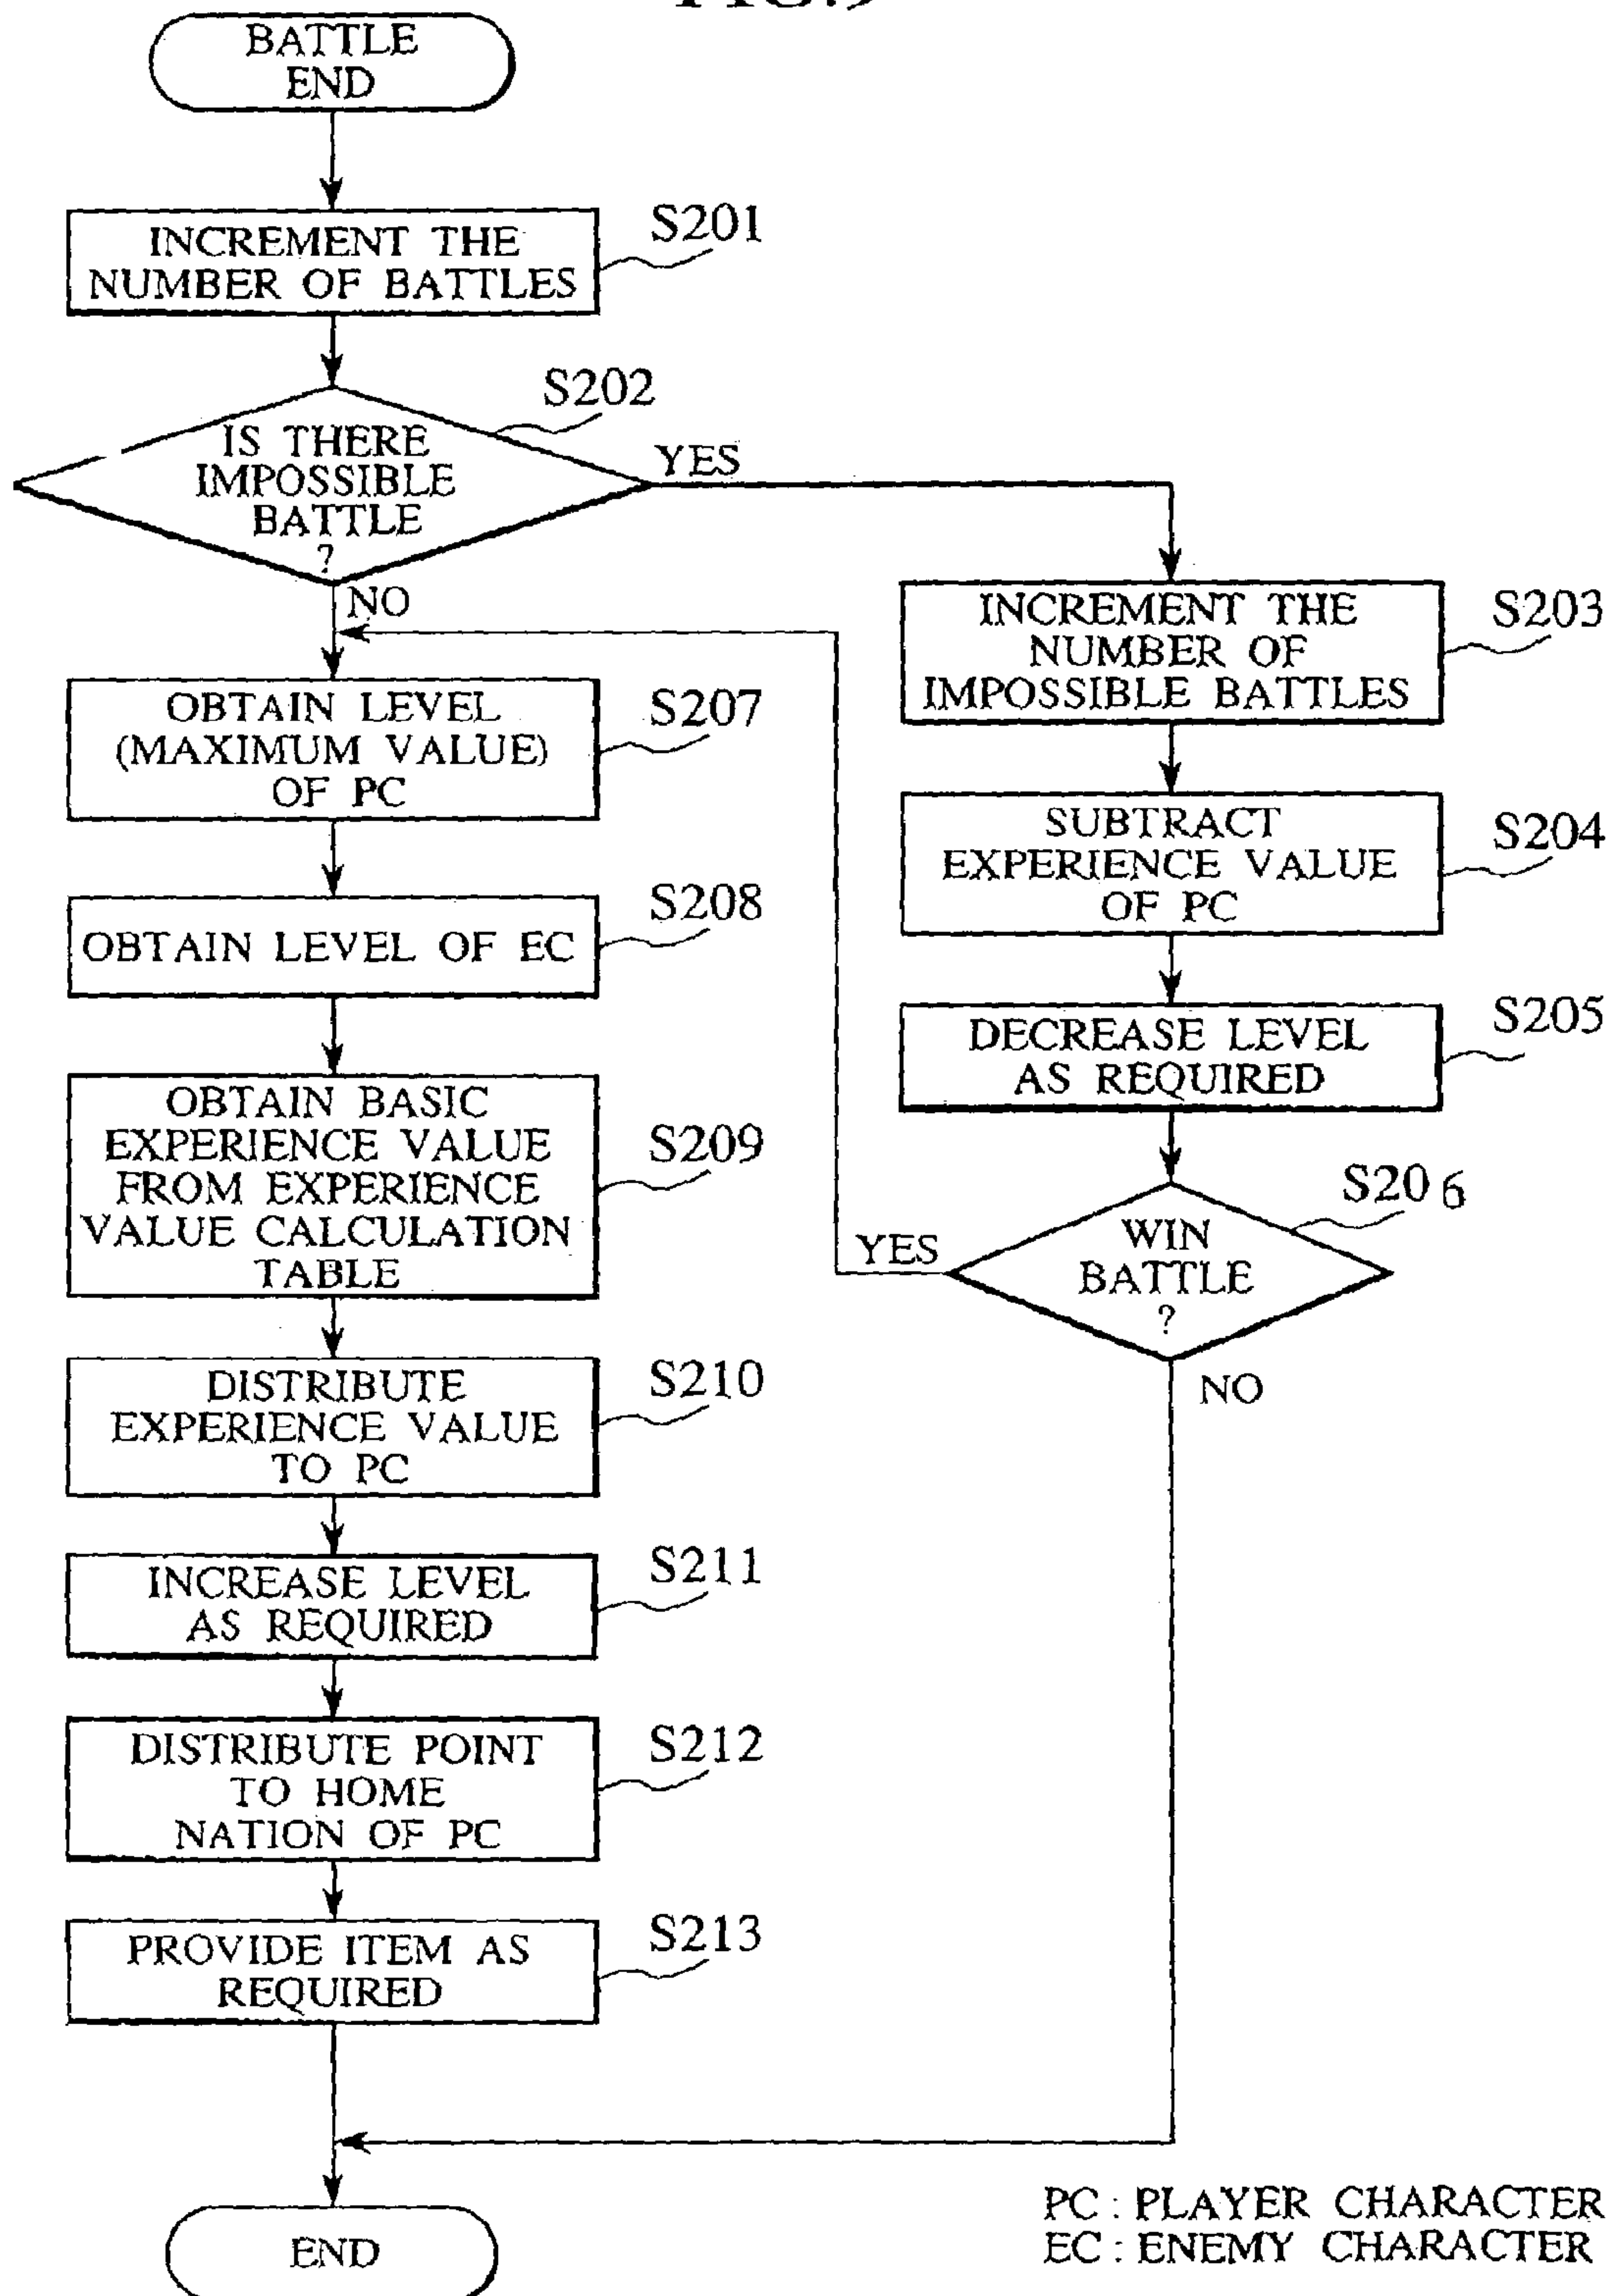 BATTLE
END
INCREMENT THE
NUMBER OF BATTLES
S201
IS THERE
IMPOSSIBLE
BATTLE
?
S202
YES
NO
INCREMENT THE
NUMBER OF
IMPOSSIBLE BATTLES
S203
SUBTRACT
EXPERIENCE VALUE
OF PC
S204
DECREASE LEVEL
AS REQUIRED
S205
WIN
BATTLE
?
S206
YES
NO
OBTAIN LEVEL
(MAXIMUM VALUE)
OF PC
S207
OBTAIN LEVEL OF EC
S208
OBTAIN BASIC
EXPERIENCE VALUE
FROM EXPERIENCE
VALUE CALCULATION
TABLE
S209
DISTRIBUTE
EXPERIENCE VALUE
TO PC
S210
INCREASE LEVEL
AS REQUIRED
S211
DISTRIBUTE POINT
TO HOME
NATION OF PC
S212
PROVIDE ITEM AS
REQUIRED
S213
END
PC : PLAYER CHARACTER
EC : ENEMY CHARACTER